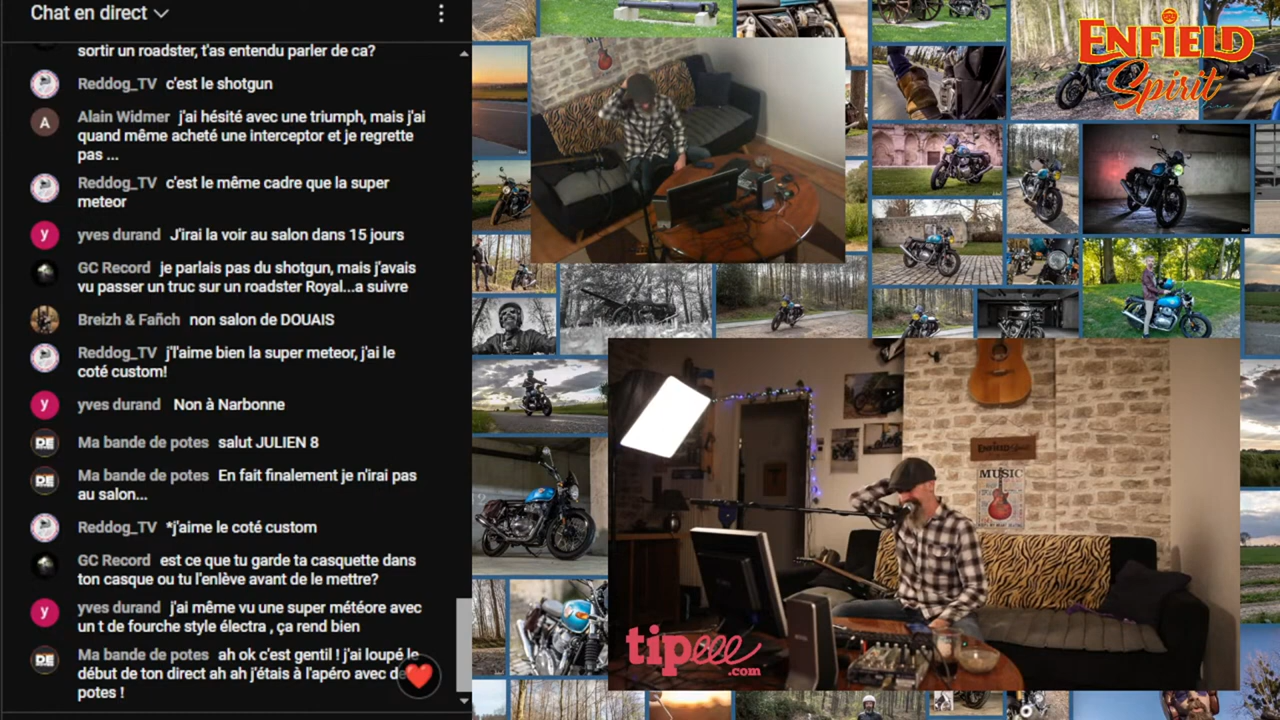 Chat en direct
sortir un roadster, t'as entendu parler de ca?
Reddog_TV c'est le shotgun
Alain Widmer j'ai hésité avec une triumph, mais j'ai
quand même acheté une interceptor et je regrette
pas ...
Reddog_TV c'est le même cadre que la super
meteor
yves durand J'irai la voir au salon dans 15 jours
GC Record je parlais pas du shotgun, mais j'avais
vu passer un truc sur un roadster Royal...a suivre
Breizh & Fañch non salon de DOUAIS
Reddog_TV j'l'aime bien la super meteor, j'ai le
coté custom!
yves durand Non à Narbonne
Ma bande de potes salut JULIEN 8
Ma bande de potes En fait finalement je n'irai pas
au salon...
Reddog_TV *j'aime le coté custom
GC Record est ce que tu garde ta casquette dans
ton casque ou tu l'enlève avant de le mettre?
yves durand j'ai même vu une super météore avec
un t de fourche style électra , ça rend bien
Ma bande de potes ah ok c'est gentil ! j'ai loupé le
début de ton direct ah ah j'étais à l'apéro avec de
potes !
A
y
y
DE
DE
y
DE
ENFIELD
Spirit
ENFIELD
MUSIC
tipeee
.com